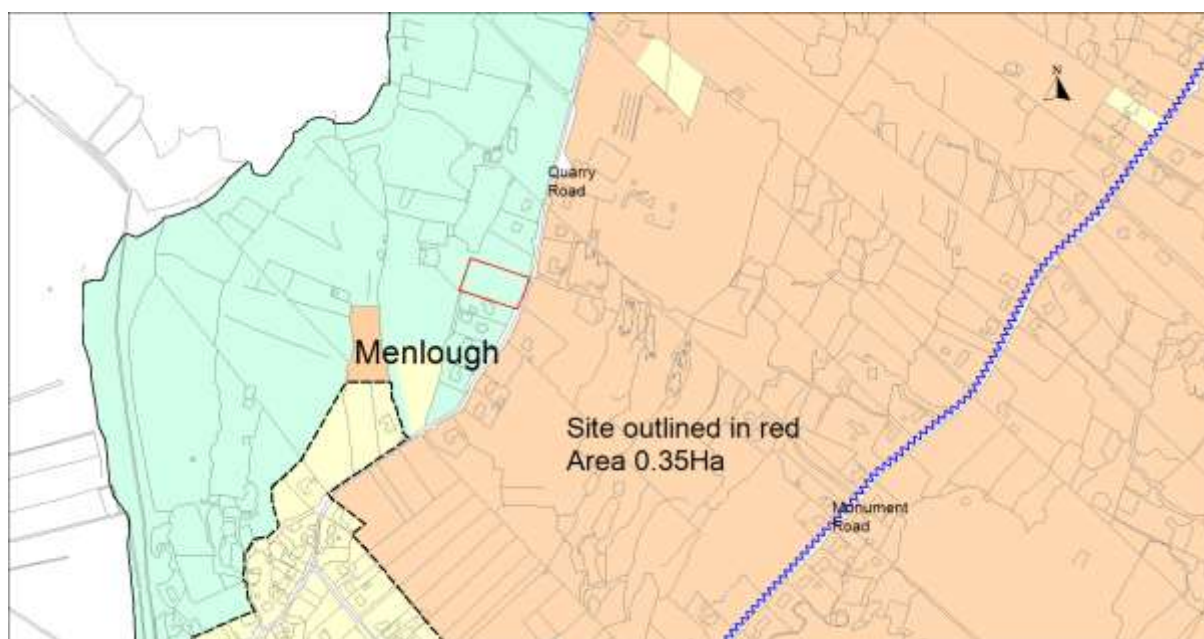 N
Quarry
Road
Menlough
Site outlined in red
Area 0.35Ha
Monument
Road